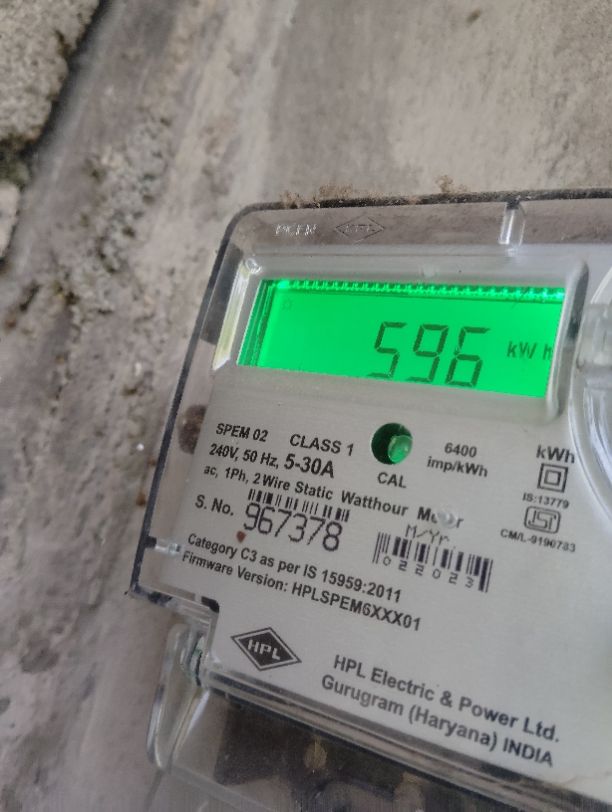 HPL
596 kWh
SPEM 02 CLASS 1
240V, 50 Hz, 5-30A
ac, 1Ph, 2 Wire Static Watthour
CAL
6400
imp/kWh
kWh
IS:13779
S. No. 967378
M/Yr.
022023
CM/L-9190783
Category C3 as per IS 15959:2011
Firmware Version: HPLSPEM6XXX01
HPL
HPL Electric & Power Ltd.
Gurugram (Haryana) INDIA